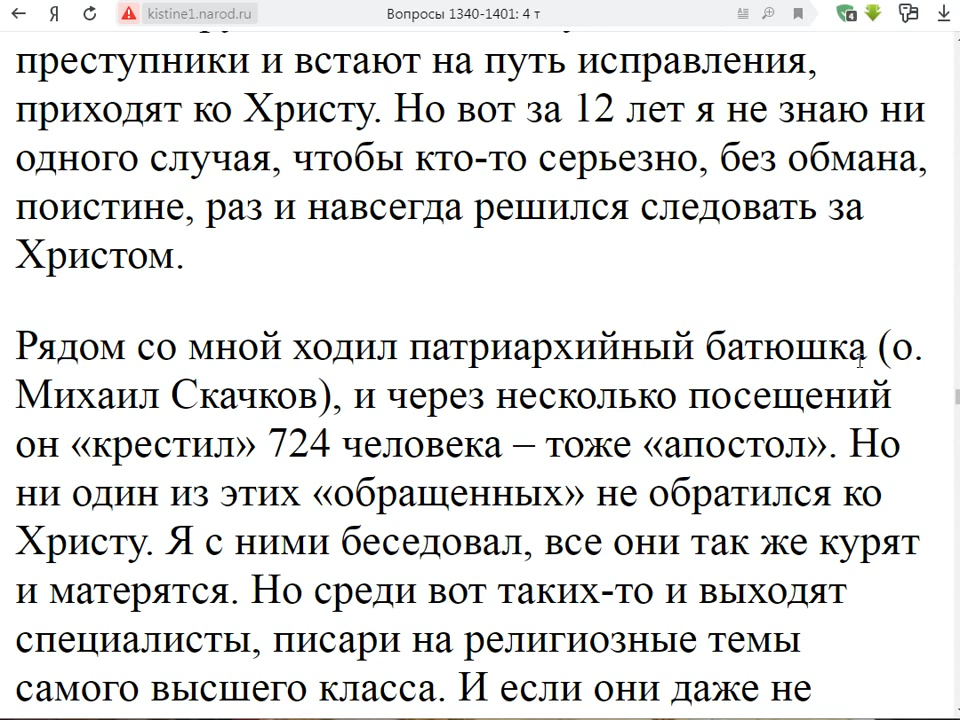 kistine1.narod.ru
Вопросы 1340-1401: 4 т
преступники и встают на путь исправления,
приходят ко Христу. Но вот за 12 лет я не знаю ни
одного случая, чтобы кто-то серьезно, без обмана,
поистине, раз и навсегда решился следовать за
Христом.
Рядом со мной ходил патриархийный батюшка (о.
Михаил Скачков), и через несколько посещений
он «крестил» 724 человека – тоже «апостол». Но
ни один из этих «обращенных» не обратился ко
Христу. Я с ними беседовал, все они так же курят
и матерятся. Но среди вот таких-то и выходят
специалисты, писари на религиозные темы
самого высшего класса. И если они даже не